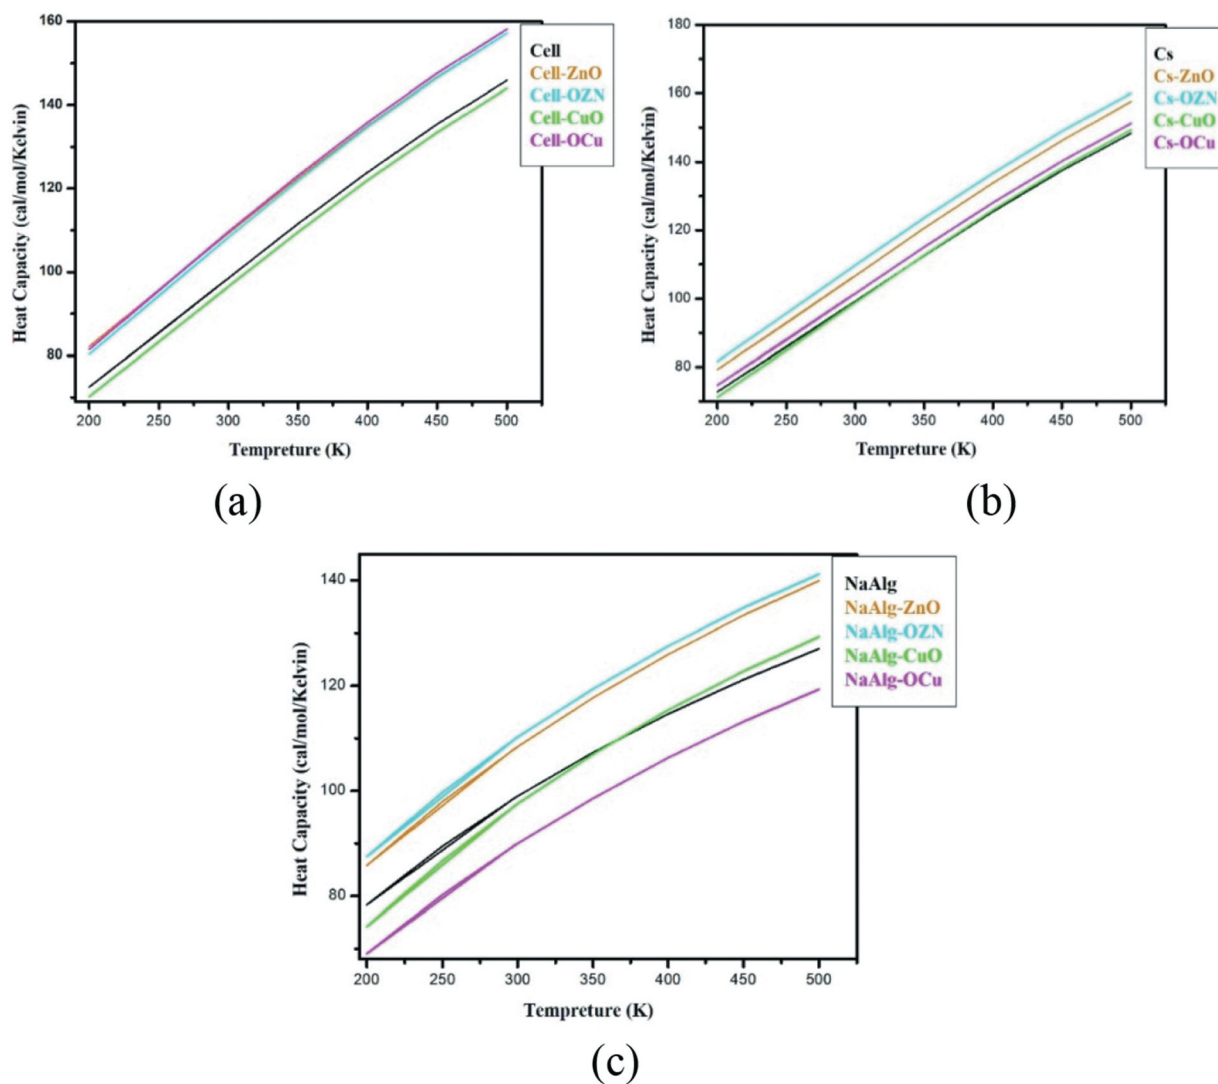 160
140
120
100
80
Heat Capacity (cal/mol/Kelvin)
200 250 300 350 400 450 500
Tempreture (K)
Cell
Cell-ZnO
Cell-OZN
Cell-CuO
Cell-OCu
(a)
180
160
140
120
100
80
Heat Capacity (cal/mol/Kelvin)
200 250 300 350 400 450 500
Tempreture (K)
Cs
Cs-ZnO
Cs-OZN
Cs-CuO
Cs-OCu
(b)
140
120
100
80
Heat Capacity (cal/mol/Kelvin)
200 250 300 350 400 450 500
Tempreture (K)
NaAlg
NaAlg-ZnO
NaAlg-OZN
NaAlg-CuO
NaAlg-OCu
(c)